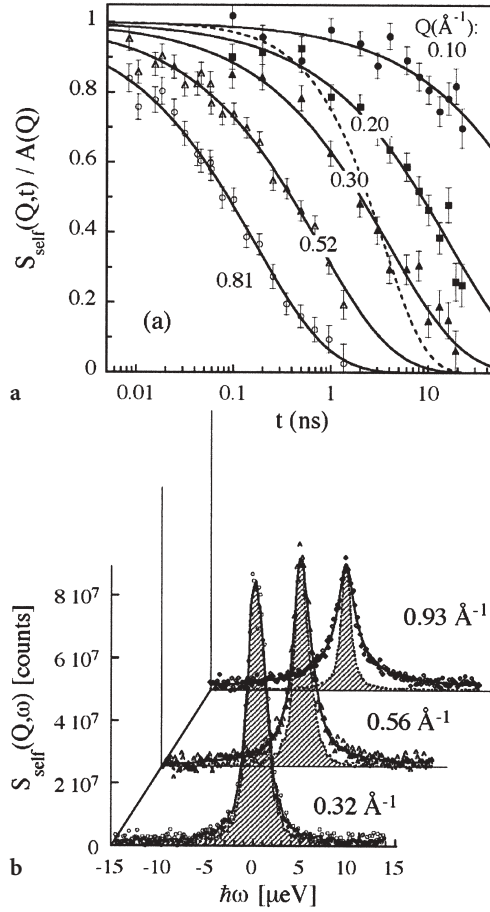 Q(Å⁻¹):
0.10
0.20
0.30
0.52
0.81
S_self(Q,t) / A(Q)
1
0.8
0.6
0.4
0.2
0
(a)
a
0.01
0.1
1
10
t (ns)
S_self(Q,ω) [counts]
8 10⁷
6 10⁷
4 10⁷
2 10⁷
0
0.93 Å⁻¹
0.56 Å⁻¹
0.32 Å⁻¹
b
-15
-10
-5
0
5
10
15
ħω [µeV]